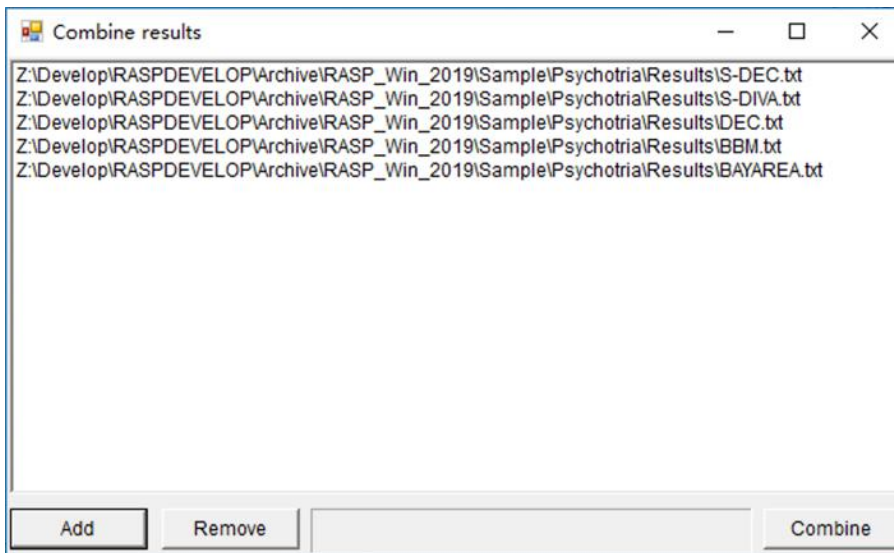 Combine results
Z:\Develop\RASPDEVELOP\Archive\RASP_Win_2019\Sample\Psychotria\Results\S-DEC.txt
Z:\Develop\RASPDEVELOP\Archive\RASP_Win_2019\Sample\Psychotria\Results\S-DIVA.txt
Z:\Develop\RASPDEVELOP\Archive\RASP_Win_2019\Sample\Psychotria\Results\DEC.txt
Z:\Develop\RASPDEVELOP\Archive\RASP_Win_2019\Sample\Psychotria\Results\BBM.txt
Z:\Develop\RASPDEVELOP\Archive\RASP_Win_2019\Sample\Psychotria\Results\BAYAREA.txt
Add Remove Combine